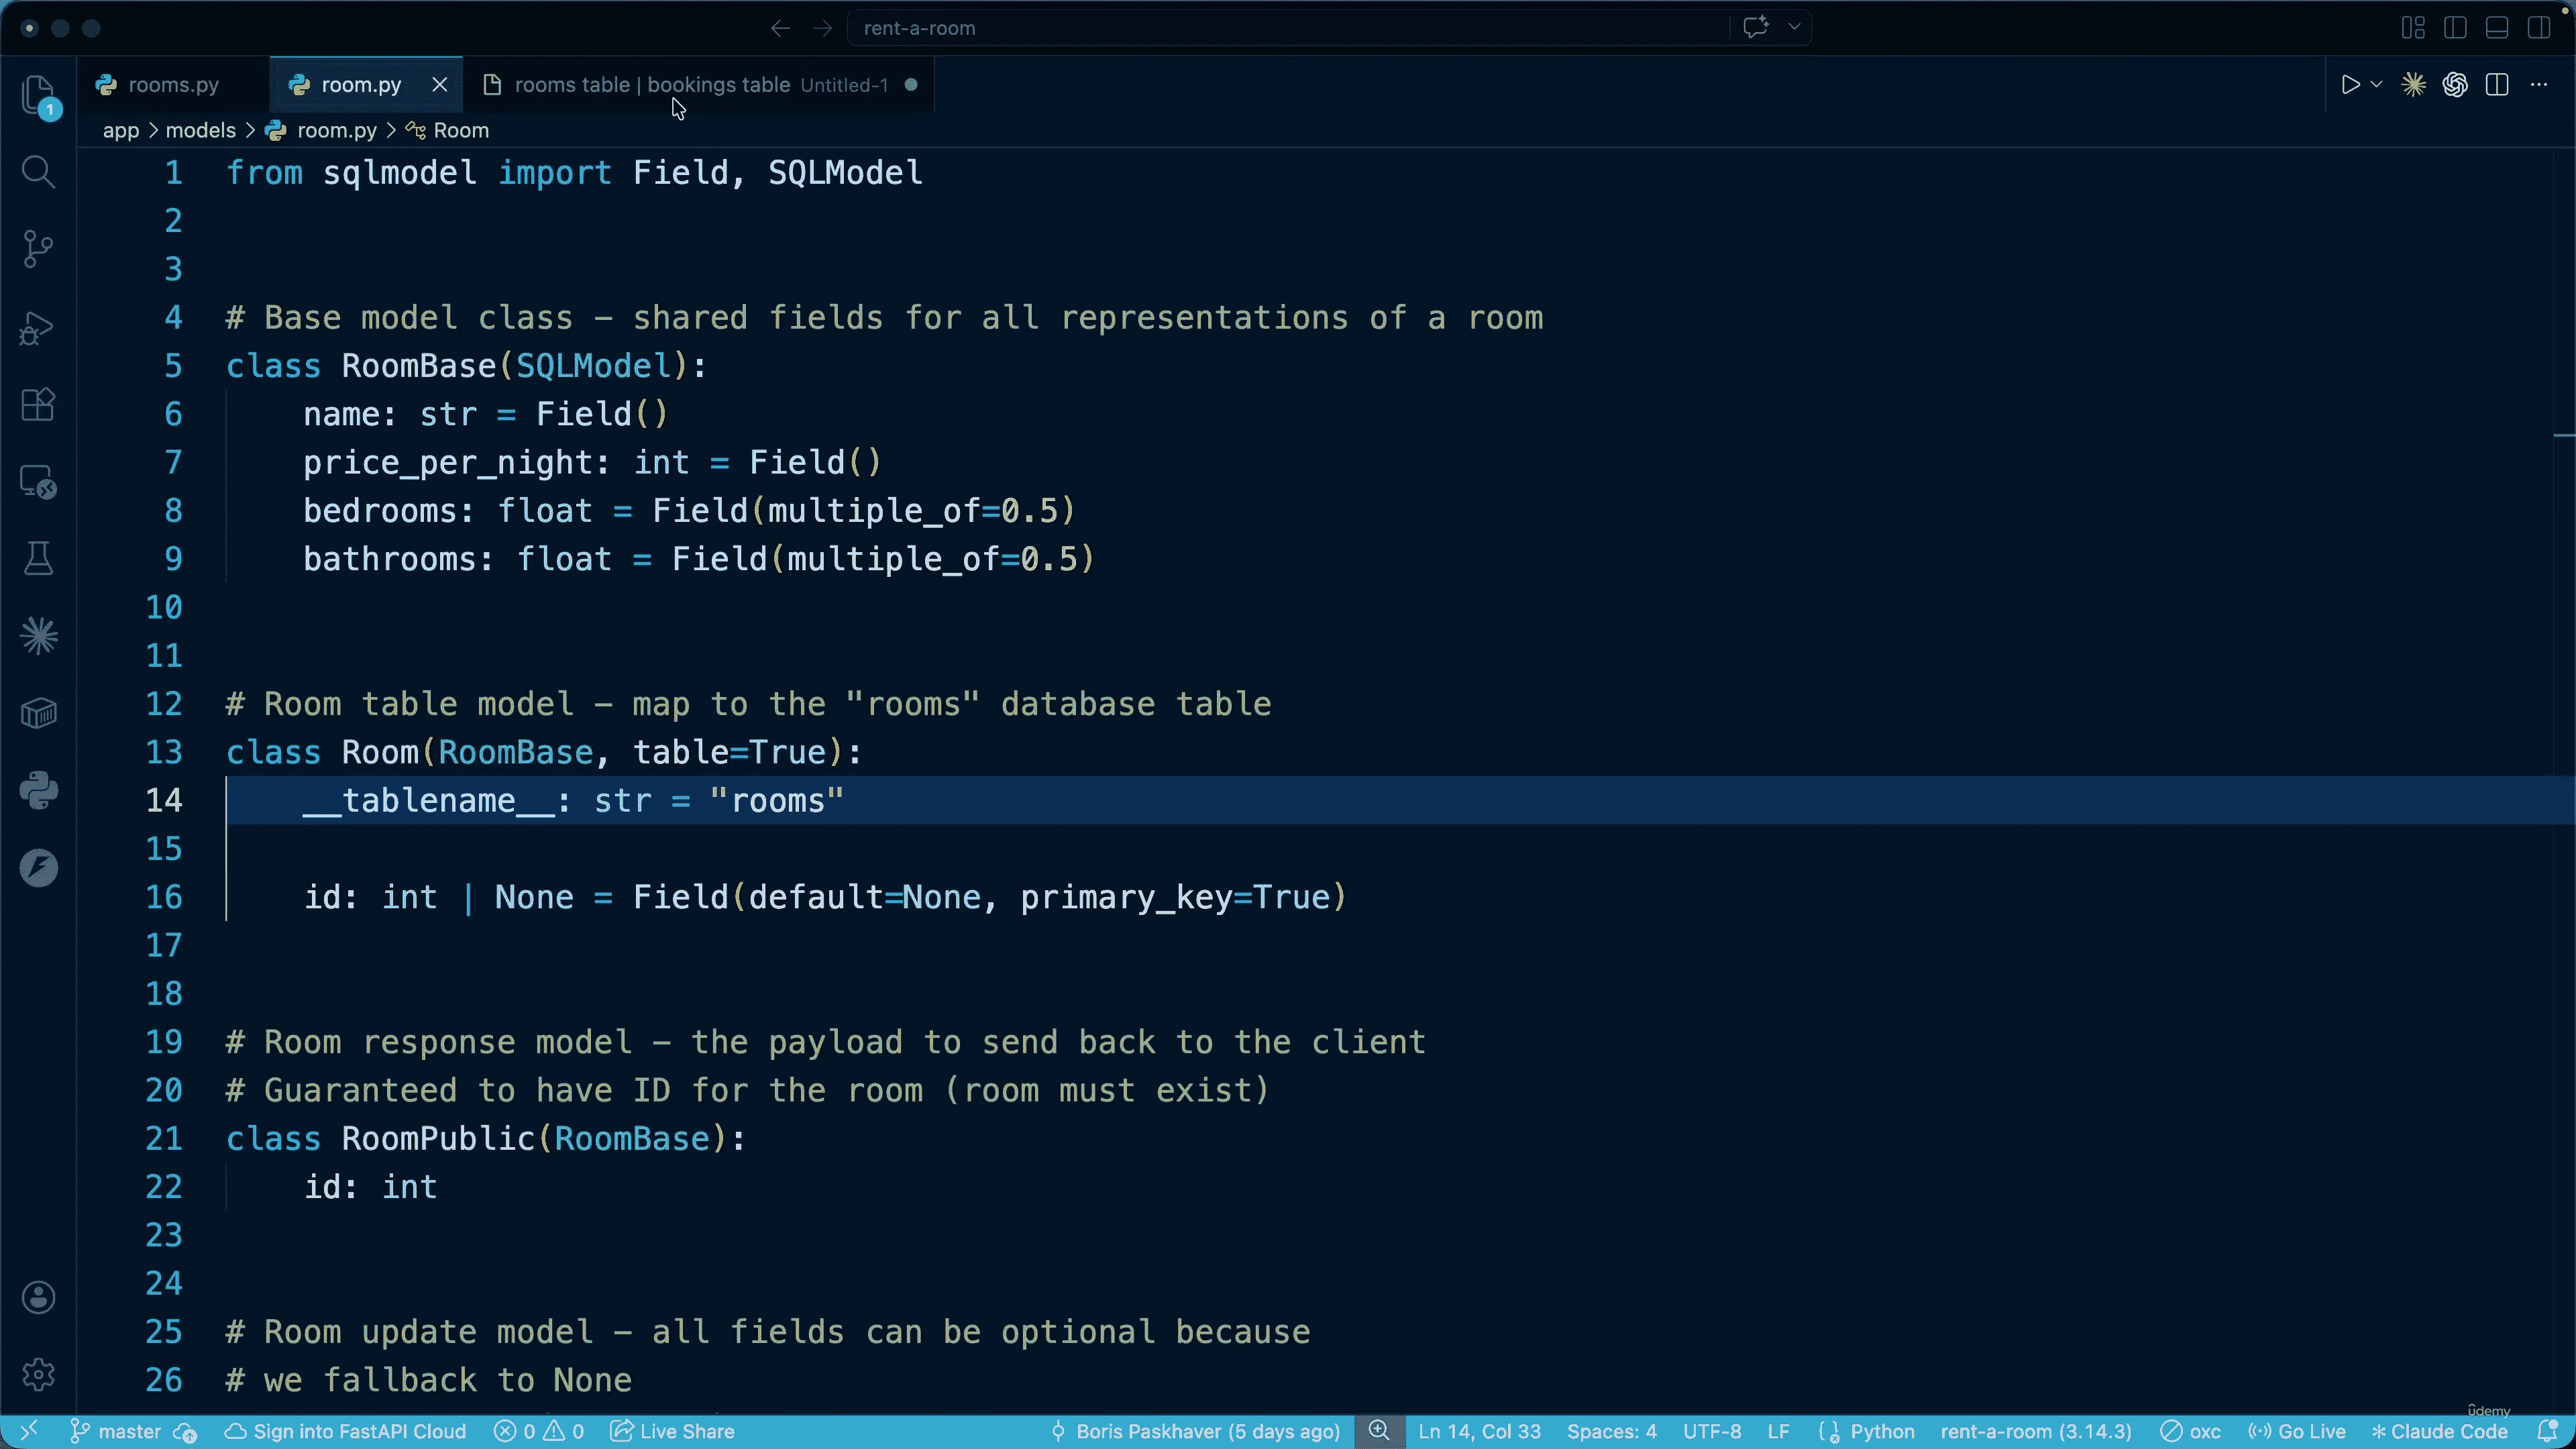 rent-a-room
rooms.py
room.py
rooms table | bookings table Untitled-1
app > models > room.py > Room
1 from sqlmodel import Field, SQLModel
2
3
4 # Base model class – shared fields for all representations of a room
5 class RoomBase(SQLModel):
6 name: str = Field()
7 price_per_night: int = Field()
8 bedrooms: float = Field(multiple_of=0.5)
9 bathrooms: float = Field(multiple_of=0.5)
10
11
12 # Room table model – map to the "rooms" database table
13 class Room(RoomBase, table=True):
14 __tablename__: str = "rooms"
15
16 id: int | None = Field(default=None, primary_key=True)
17
18
19 # Room response model – the payload to send back to the client
20 # Guaranteed to have ID for the room (room must exist)
21 class RoomPublic(RoomBase):
22 id: int
23
24
25 # Room update model – all fields can be optional because
26 # we fallback to None
1
ûdemy
master Sign into FastAPI Cloud 0 0 Live Share Boris Paskhaver (5 days ago) Ln 14, Col 33 Spaces: 4 UTF-8 LF Python rent-a-room (3.14.3) oxc Go Live Claude Code